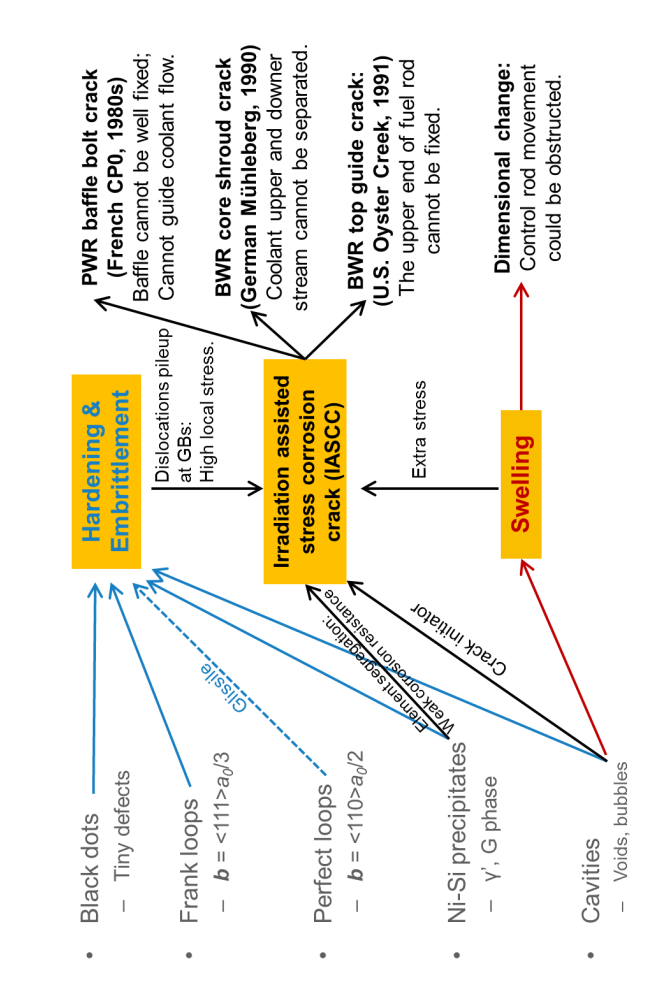 • Black dots
– Tiny defects
• Frank loops
– b = <111>a0/3
• Perfect loops
– b = <110>a0/2
• Ni-Si precipitates
– γ’, G phase
• Cavities
– Voids, bubbles
Glissile
Element segregation:
Weak corrosion resistance
Crack initiator
Hardening &
Embrittlement
Dislocations pileup
at GBs:
High local stress.
Irradiation assisted
stress corrosion
crack (IASCC)
Extra stress
Swelling
PWR baffle bolt crack
(French CP0, 1980s)
Baffle cannot be well fixed;
Cannot guide coolant flow.
BWR core shroud crack
(German Mühleberg, 1990)
Coolant upper and downer
stream cannot be separated.
BWR top guide crack:
(U.S. Oyster Creek, 1991)
The upper end of fuel rod
cannot be fixed.
Dimensional change:
Control rod movement
could be obstructed.